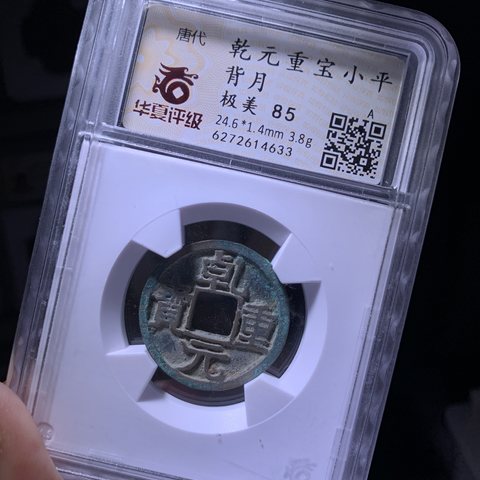 唐代
乾元重宝小平
背月
极美 85
A
24.6*1.4mm 3.8g
6272614633
华夏评级
乾元重寶